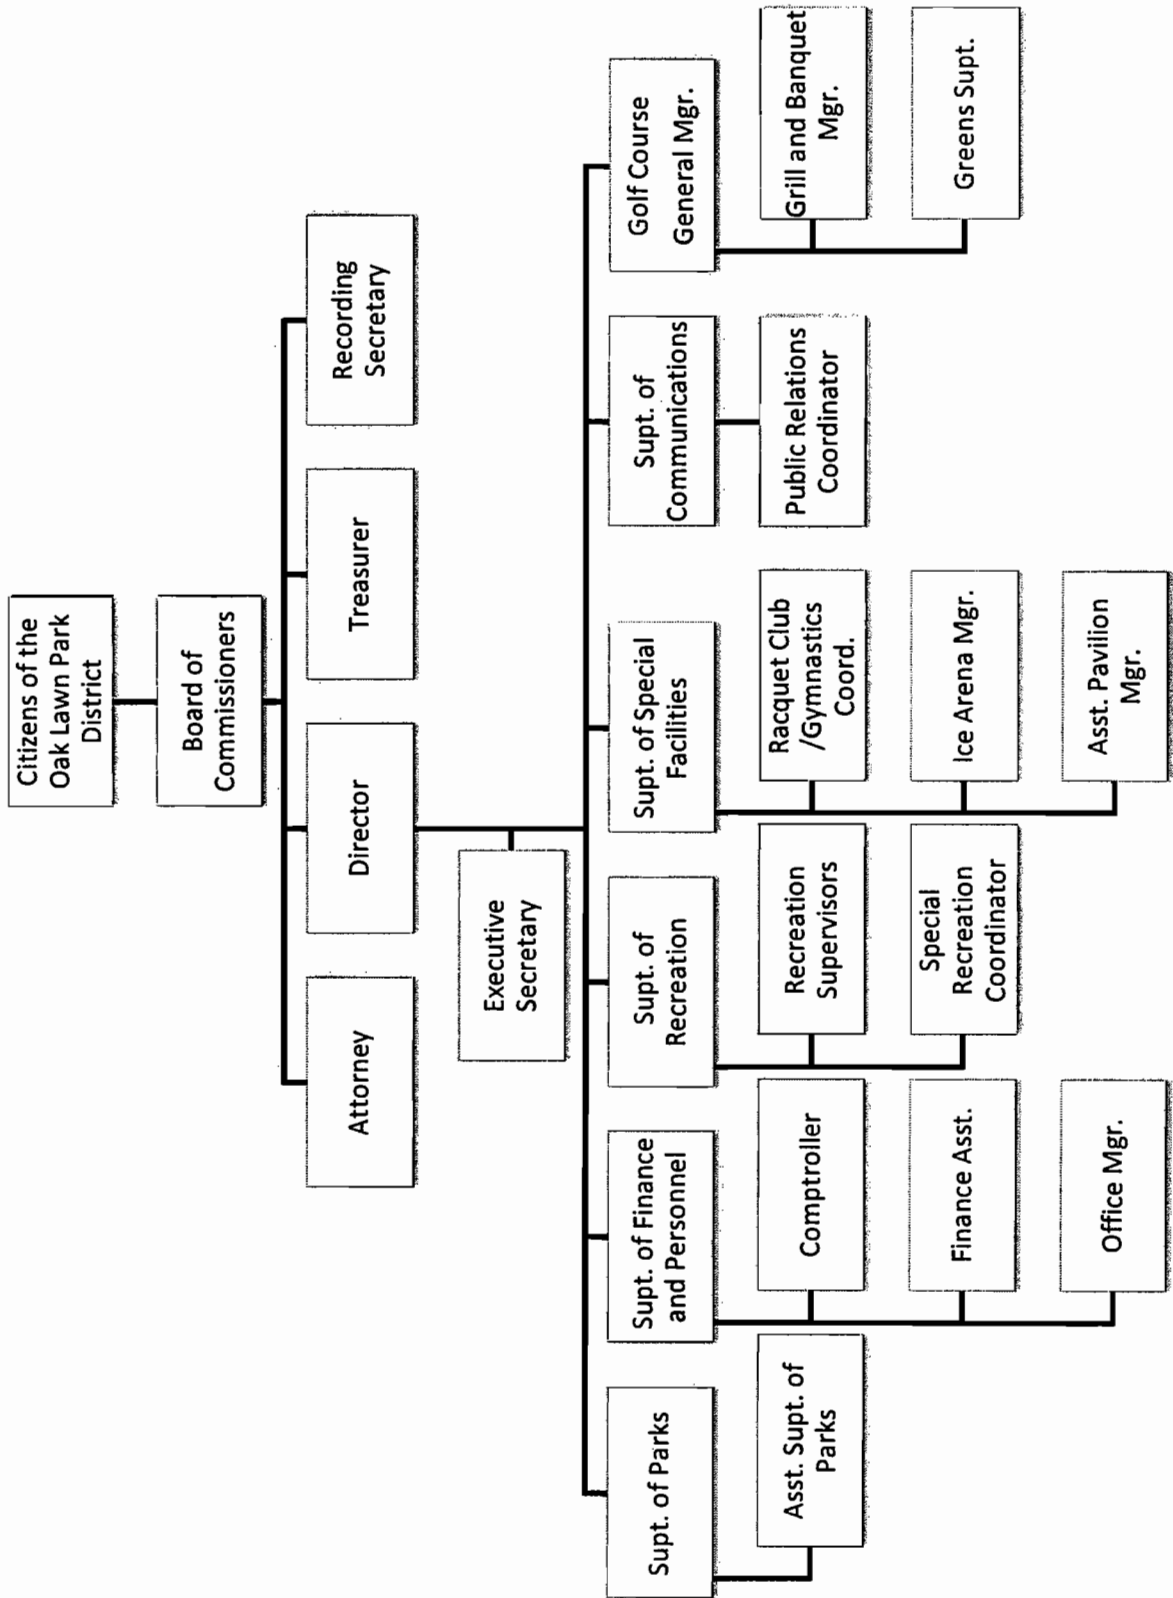 Citizens of the
Oak Lawn Park
District
Board of
Commissioners
Attorney
Director
Treasurer
Recording
Secretary
Executive
Secretary
Supt. of Parks
Supt. of Finance
and Personnel
Supt. of
Recreation
Supt. of Special
Facilities
Supt. of
Communications
Golf Course
General Mgr.
Asst. Supt. of
Parks
Comptroller
Finance Asst.
Office Mgr.
Recreation
Supervisors
Special
Recreation
Coordinator
Racquet Club
/Gymnastics
Coord.
Ice Arena Mgr.
Asst. Pavilion
Mgr.
Public Relations
Coordinator
Grill and Banquet
Mgr.
Greens Supt.